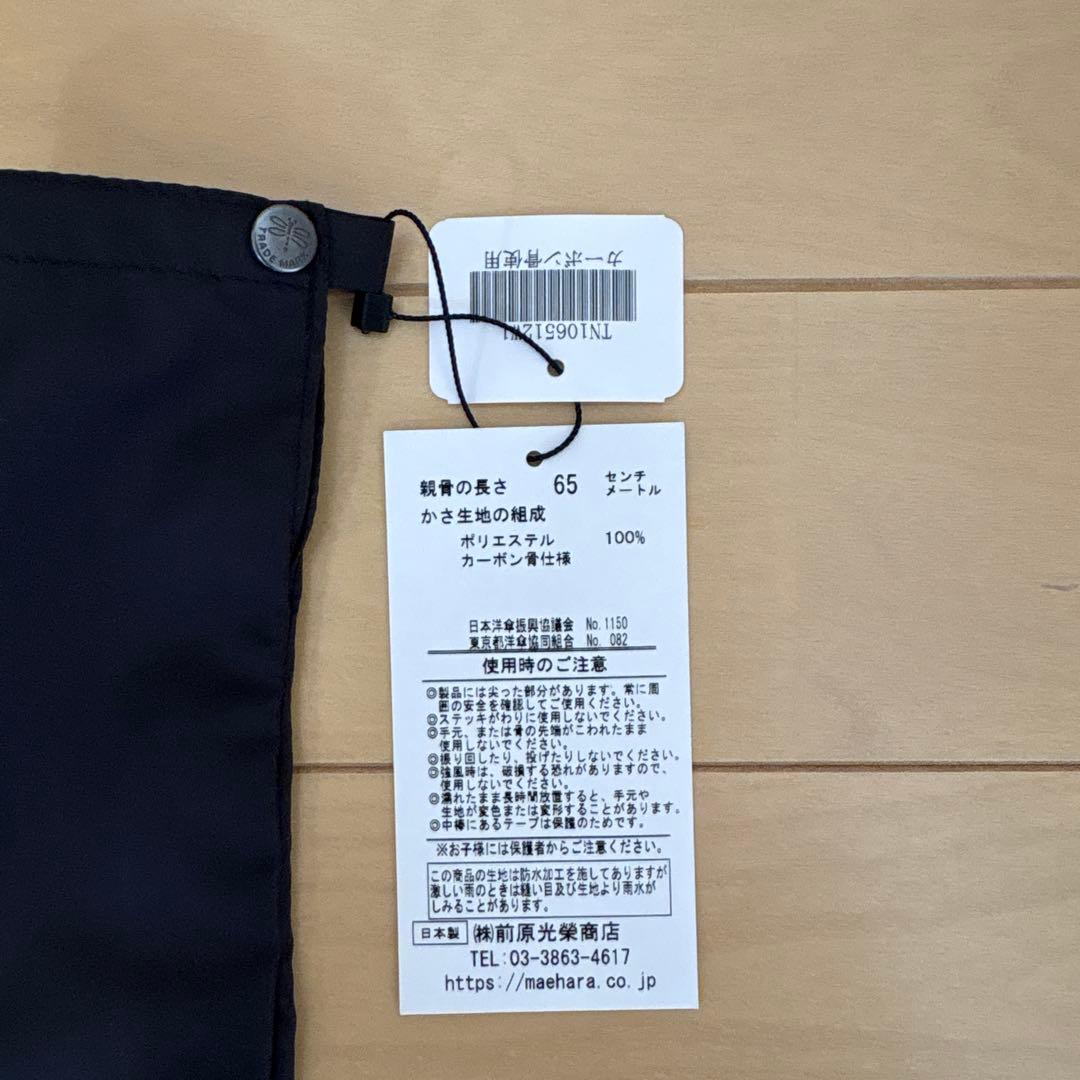 TRADE MARK
カーボン骨使用
TN106512W1
親骨の長さ 65 センチ
メートル
かさ生地の組成
ポリエステル 100%
カーボン骨仕様
日本洋傘振興協議会 No.1150
東京都洋傘協同組合 No. 082
使用時のご注意
◎製品には尖った部分があります。常に周
囲の安全を確認してご使用ください。
◎ステッキがわりに使用しないでください。
◎手元、または骨の先端がこわれたまま
使用しないでください。
◎振り回したり、投げたりしないでください。
◎強風時は、破損する恐れがありますので、
使用しないでください。
◎濡れたまま長時間放置すると、手元や
生地が変色または変形することがあります。
◎中棒にあるテープは保護のためです。
※お子様には保護者からご注意ください。
この商品の生地は防水加工を施してありますが
激しい雨のときは縫い目及び生地より雨水が
しみることがあります。
日本製 ㈱前原光榮商店
TEL:03-3863-4617
https://maehara.co.jp